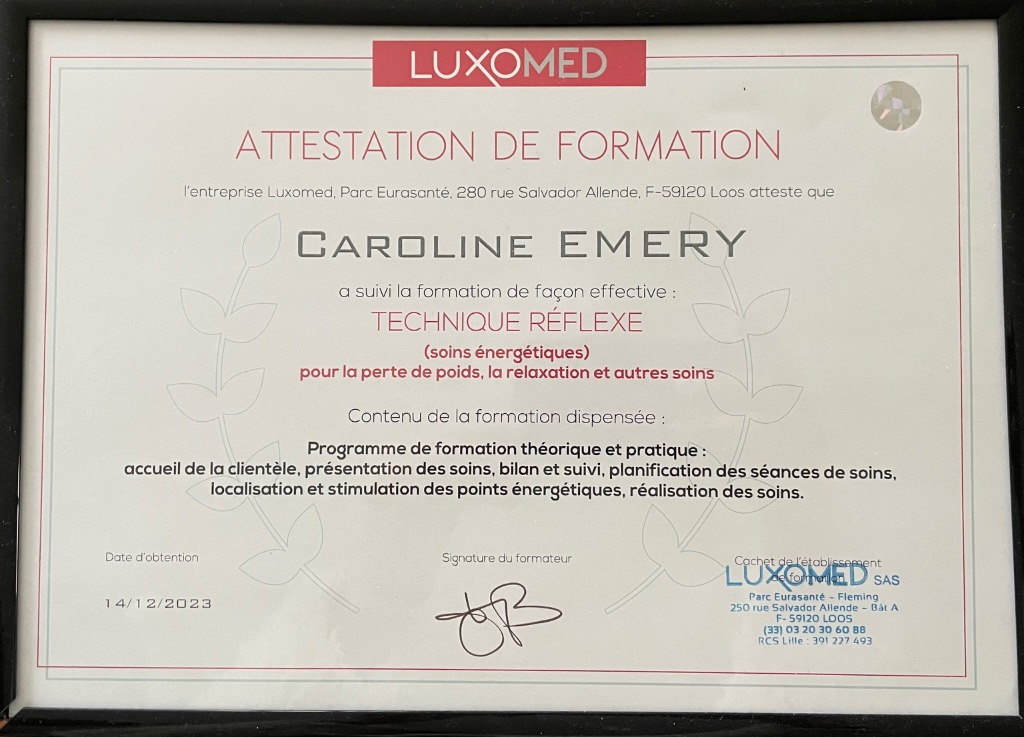 LUXOMED
ATTESTATION DE FORMATION
l'entreprise Luxomed, Parc Eurasanté, 280 rue Salvador Allende, F-59120 Loos atteste que
CAROLINE EMERY
a suivi la formation de façon effective :
TECHNIQUE RÉFLEXE
(soins énergétiques)
pour la perte de poids, la relaxation et autres soins
Contenu de la formation dispensée :
Programme de formation théorique et pratique :
accueil de la clientèle, présentation des soins, bilan et suivi, planification des séances de soins,
localisation et stimulation des points énergétiques, réalisation des soins.
Date d'obtention
14/12/2023
Signature du formateur
Cachet de l'établissement
de formation
LUXOMED SAS
Parc Eurasanté - Fleming
250 rue Salvador Allende - Bât A
F- 59120 LOOS
(33) 03 20 30 60 88
RCS Lille : 391 227 493